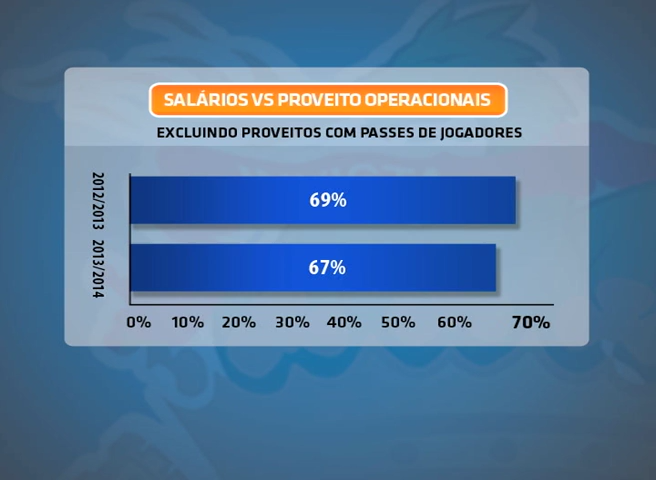 SALÁRIOS VS PROVEITO OPERACIONAIS
EXCLUINDO PROVEITOS COM PASSES DE JOGADORES
2012/2013
69%
2013/2014
67%
0% 10% 20% 30% 40% 50% 60% 70%